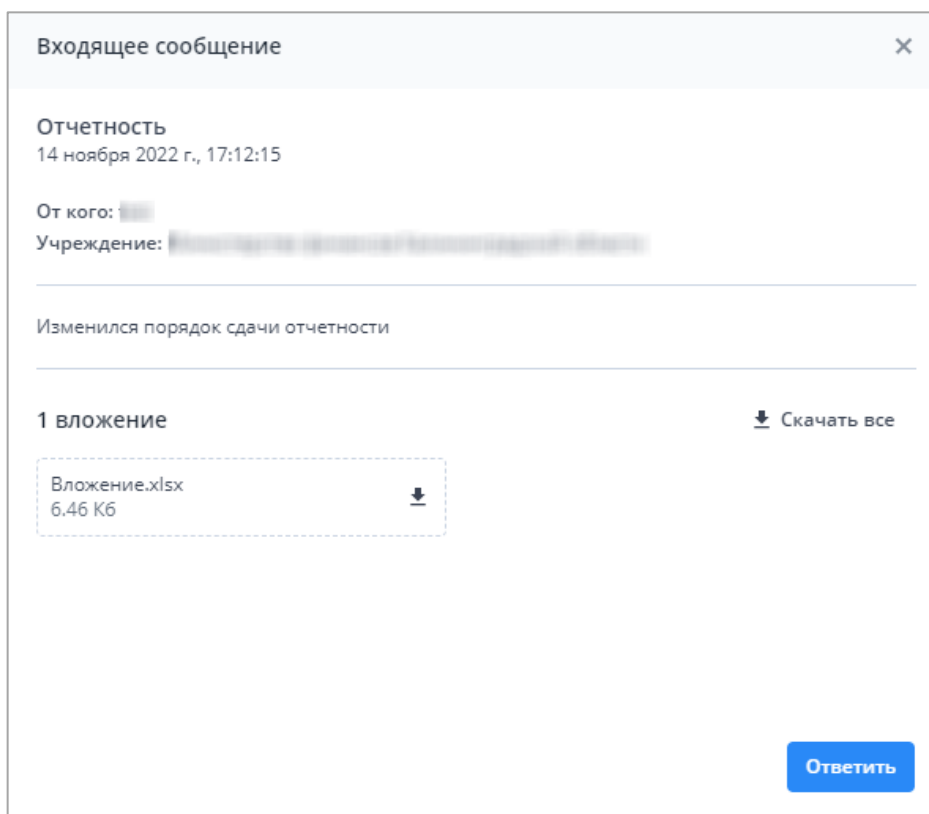 Входящее сообщение
Отчетность
14 ноября 2022 г., 17:12:15
От кого:
Учреждение:
Изменился порядок сдачи отчетности
1 вложение
Скачать все
Вложение.xlsx
6.46 Кб
Ответить